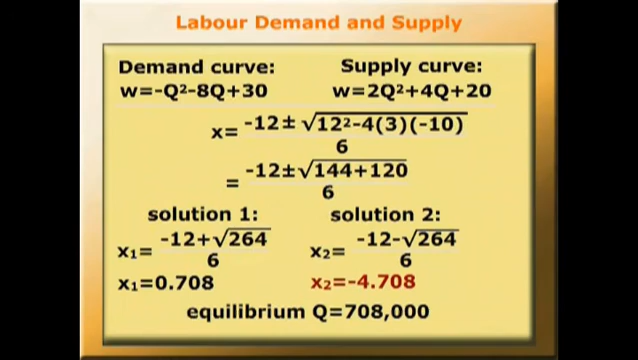 Labour Demand and Supply
Demand curve: Supply curve:
w=-Q²-8Q+30 w=2Q²+4Q+20
x= -12±√12²-4(3)(-10)
6
= -12±√144+120
6
solution 1: solution 2:
x₁= -12+√264 x₂= -12-√264
6 6
x₁=0.708 x₂=-4.708
equilibrium Q=708,000